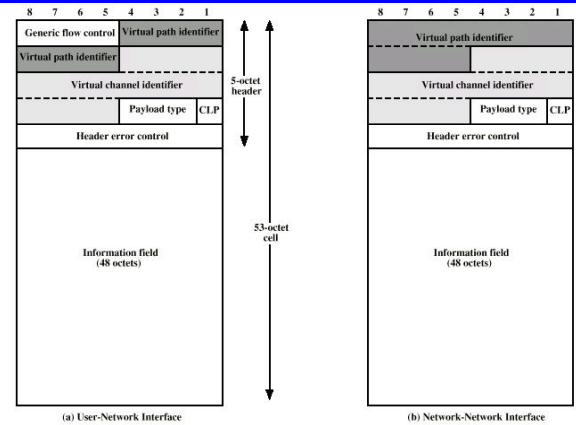 8 7 6 5 4 3 2 1
Generic flow control Virtual path identifier
Virtual path identifier
Virtual channel identifier
Payload type CLP
Header error control
Information field
(48 octets)
(a) User-Network Interface
5-octet
header
53-octet
cell
8 7 6 5 4 3 2 1
Virtual path identifier
Virtual channel identifier
Payload type CLP
Header error control
Information field
(48 octets)
(b) Network-Network Interface